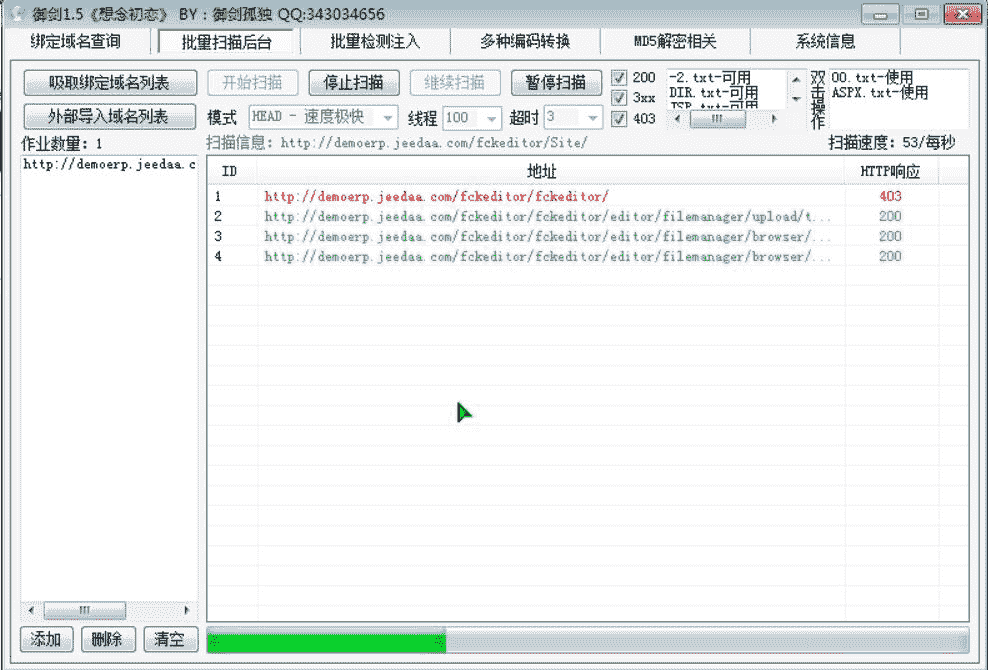 御剑1.5《想念初恋》 BY：御剑孤独 QQ:343034656
绑定域名查询 批量扫描后台 批量检测注入 多种编码转换 MD5解密相关 系统信息
吸取绑定域名列表 开始扫描 停止扫描 继续扫描 暂停扫描 200 -2.txt-可用 双击操作 00.txt-使用
3xx DIR.txt-可用 ASPX.txt-使用
外部导入域名列表 模式 HEAD - 速度极快 线程 100 超时 3 403 JSP.txt-可用
作业数量：1 扫描信息：http://demoerp.jeedaa.com/fckeditor/Site/ 扫描速度：53/每秒
http://demoerp.jeedaa.c ID 地址 HTTP响应
1 http://demoerp.jeedaa.com/fckeditor/fckeditor/ 403
2 http://demoerp.jeedaa.com/fckeditor/fckeditor/editor/filemanager/upload/t... 200
3 http://demoerp.jeedaa.com/fckeditor/fckeditor/editor/filemanager/browser/... 200
4 http://demoerp.jeedaa.com/fckeditor/fckeditor/editor/filemanager/browser/... 200
添加 删除 清空